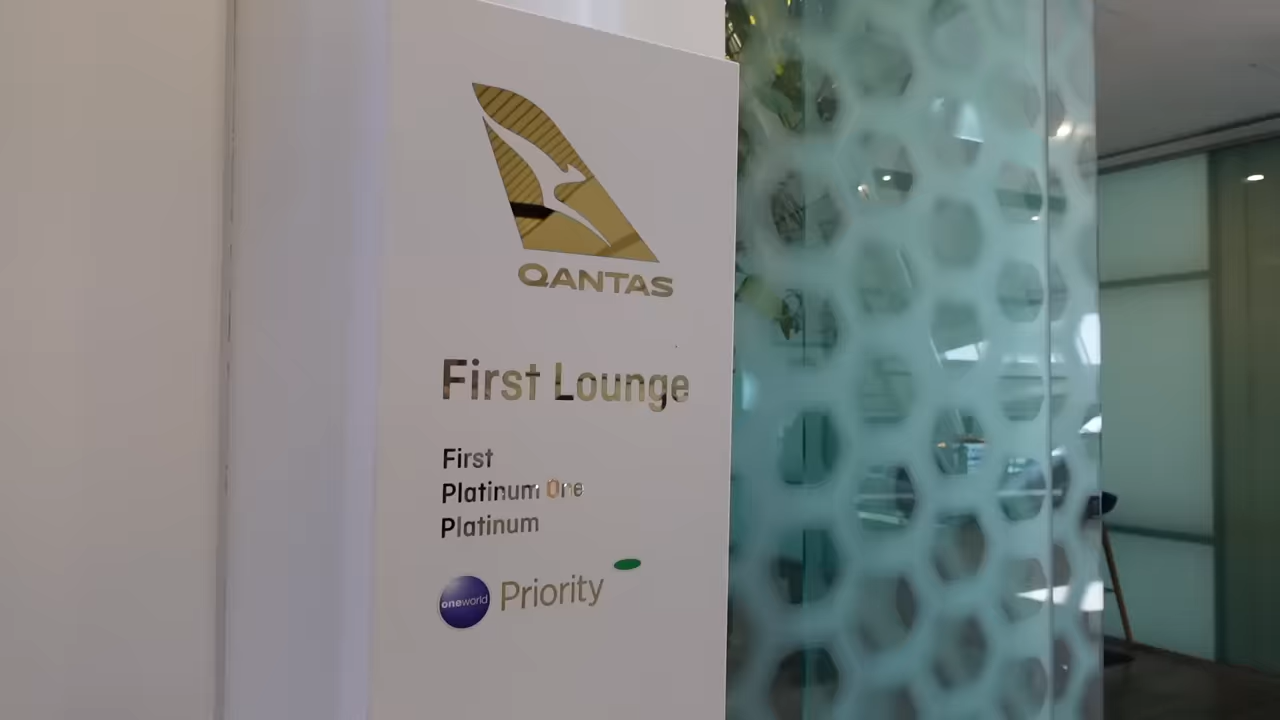 QANTAS
First Lounge
First
Platinum One
Platinum
oneworld Priority